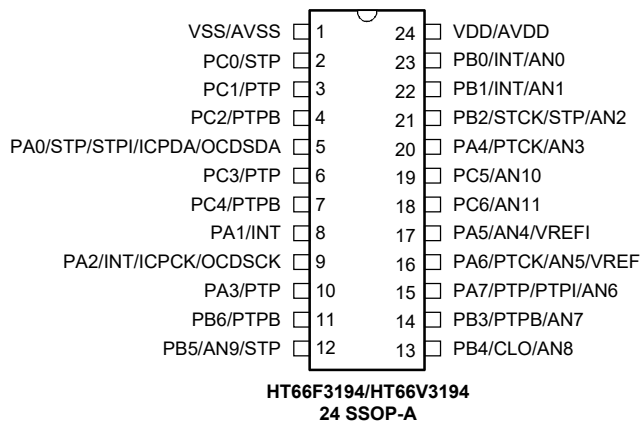 VSS/AVSS 1 24 VDD/AVDD
PC0/STP 2 23 PB0/INT/AN0
PC1/PTP 3 22 PB1/INT/AN1
PC2/PTPB 4 21 PB2/STCK/STP/AN2
PA0/STP/STPI/ICPDA/OCDSDA 5 20 PA4/PTCK/AN3
PC3/PTP 6 19 PC5/AN10
PC4/PTPB 7 18 PC6/AN11
PA1/INT 8 17 PA5/AN4/VREFI
PA2/INT/ICPCK/OCDSCK 9 16 PA6/PTCK/AN5/VREF
PA3/PTP 10 15 PA7/PTP/PTPI/AN6
PB6/PTPB 11 14 PB3/PTPB/AN7
PB5/AN9/STP 12 13 PB4/CLO/AN8
HT66F3194/HT66V3194
24 SSOP-A